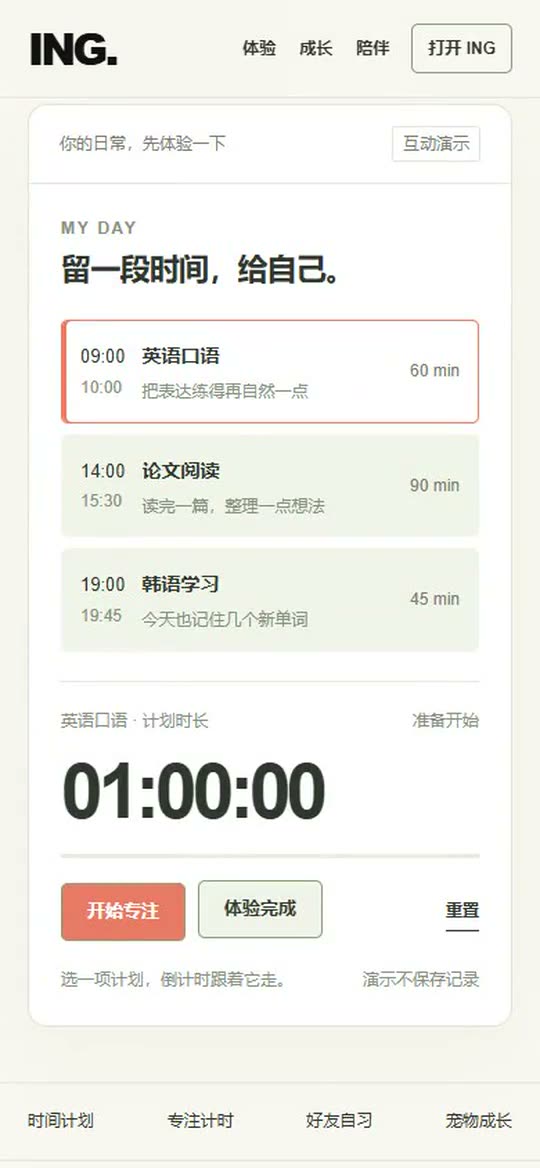 ING.
体验 成长 陪伴 打开 ING
你的日常，先体验一下 互动演示
MY DAY
留一段时间，给自己。
09:00 英语口语
60 min
10:00 把表达练得再自然一点
14:00 论文阅读
90 min
15:30 读完一篇，整理一点想法
19:00 韩语学习
45 min
19:45 今天也记住几个新单词
英语口语 · 计划时长 准备开始
01:00:00
开始专注 体验完成 重置
选一项计划，倒计时跟着它走。 演示不保存记录
时间计划 专注计时 好友自习 宠物成长